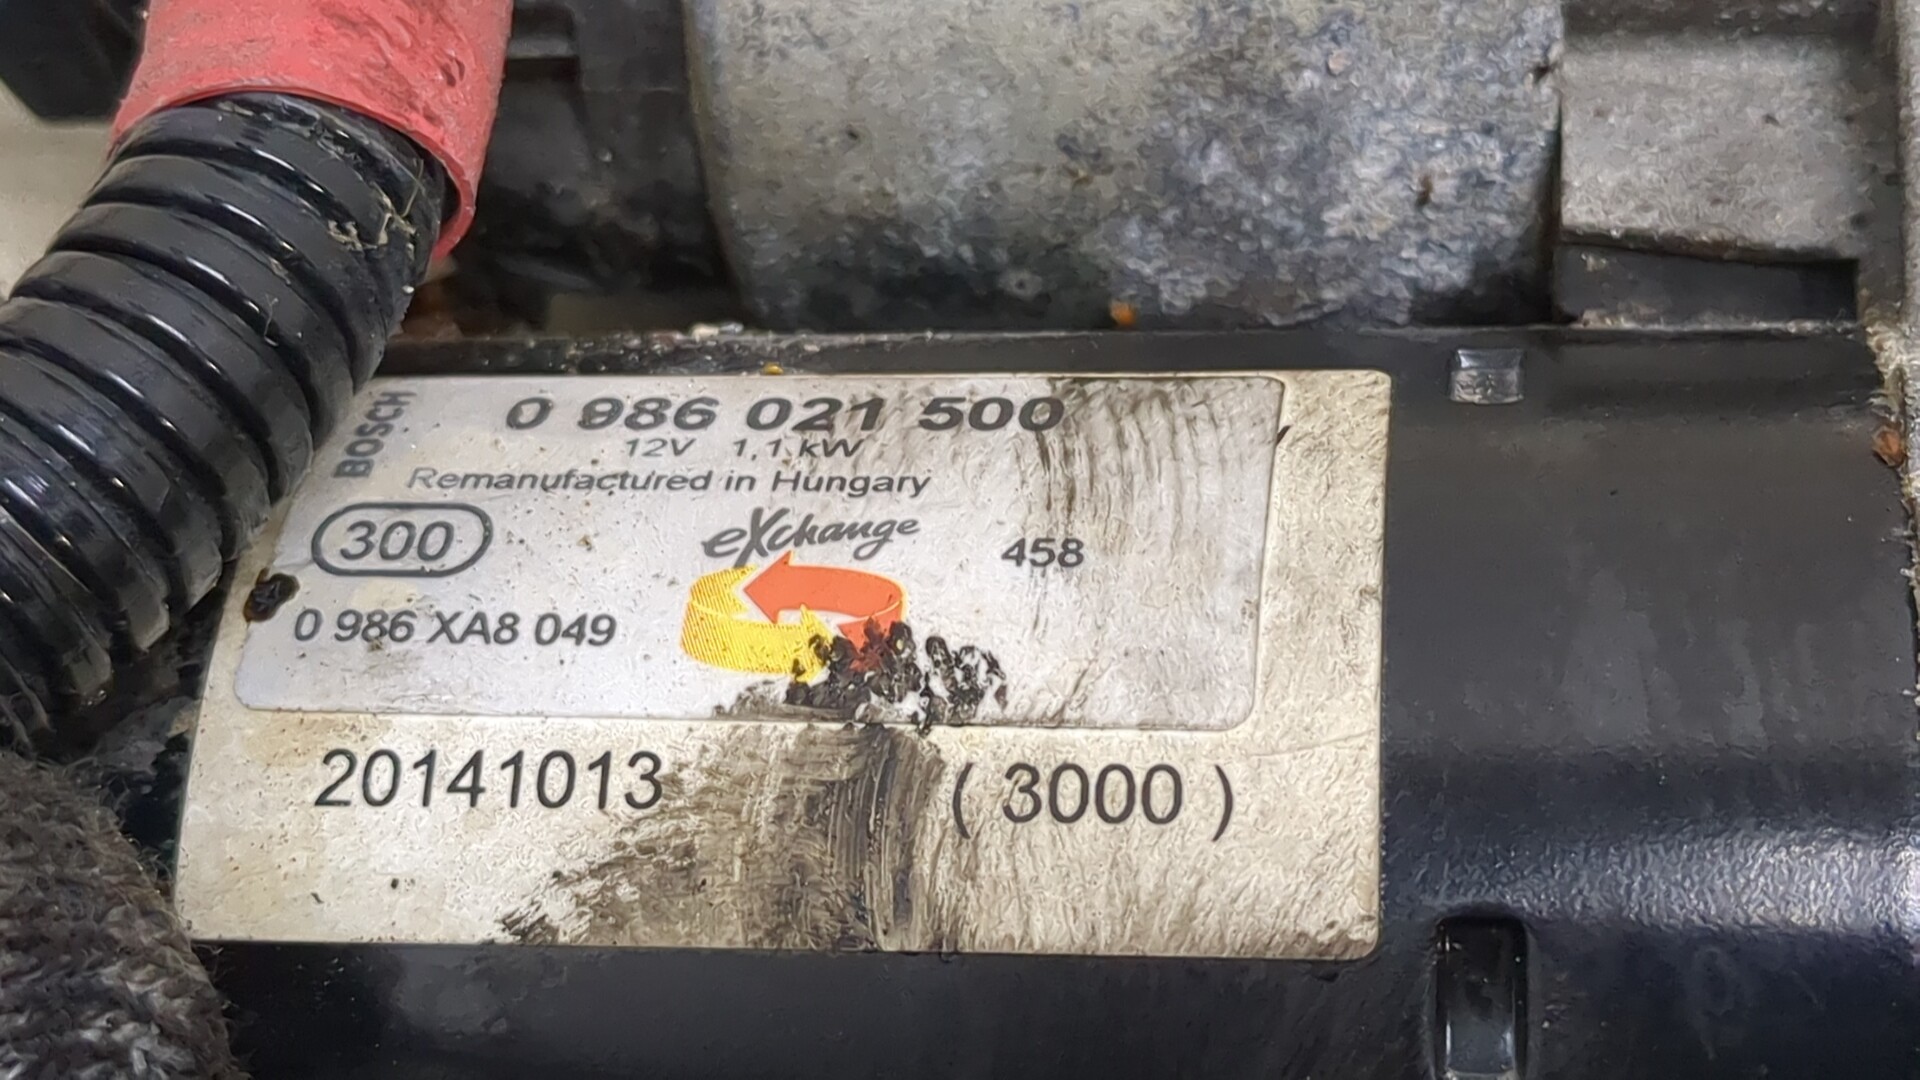 BOSCH
0 986 021 500
12V 1,1 kW
Remanufactured in Hungary
300
eXchange
458
0 986 XA8 049
20141013
( 3000 )